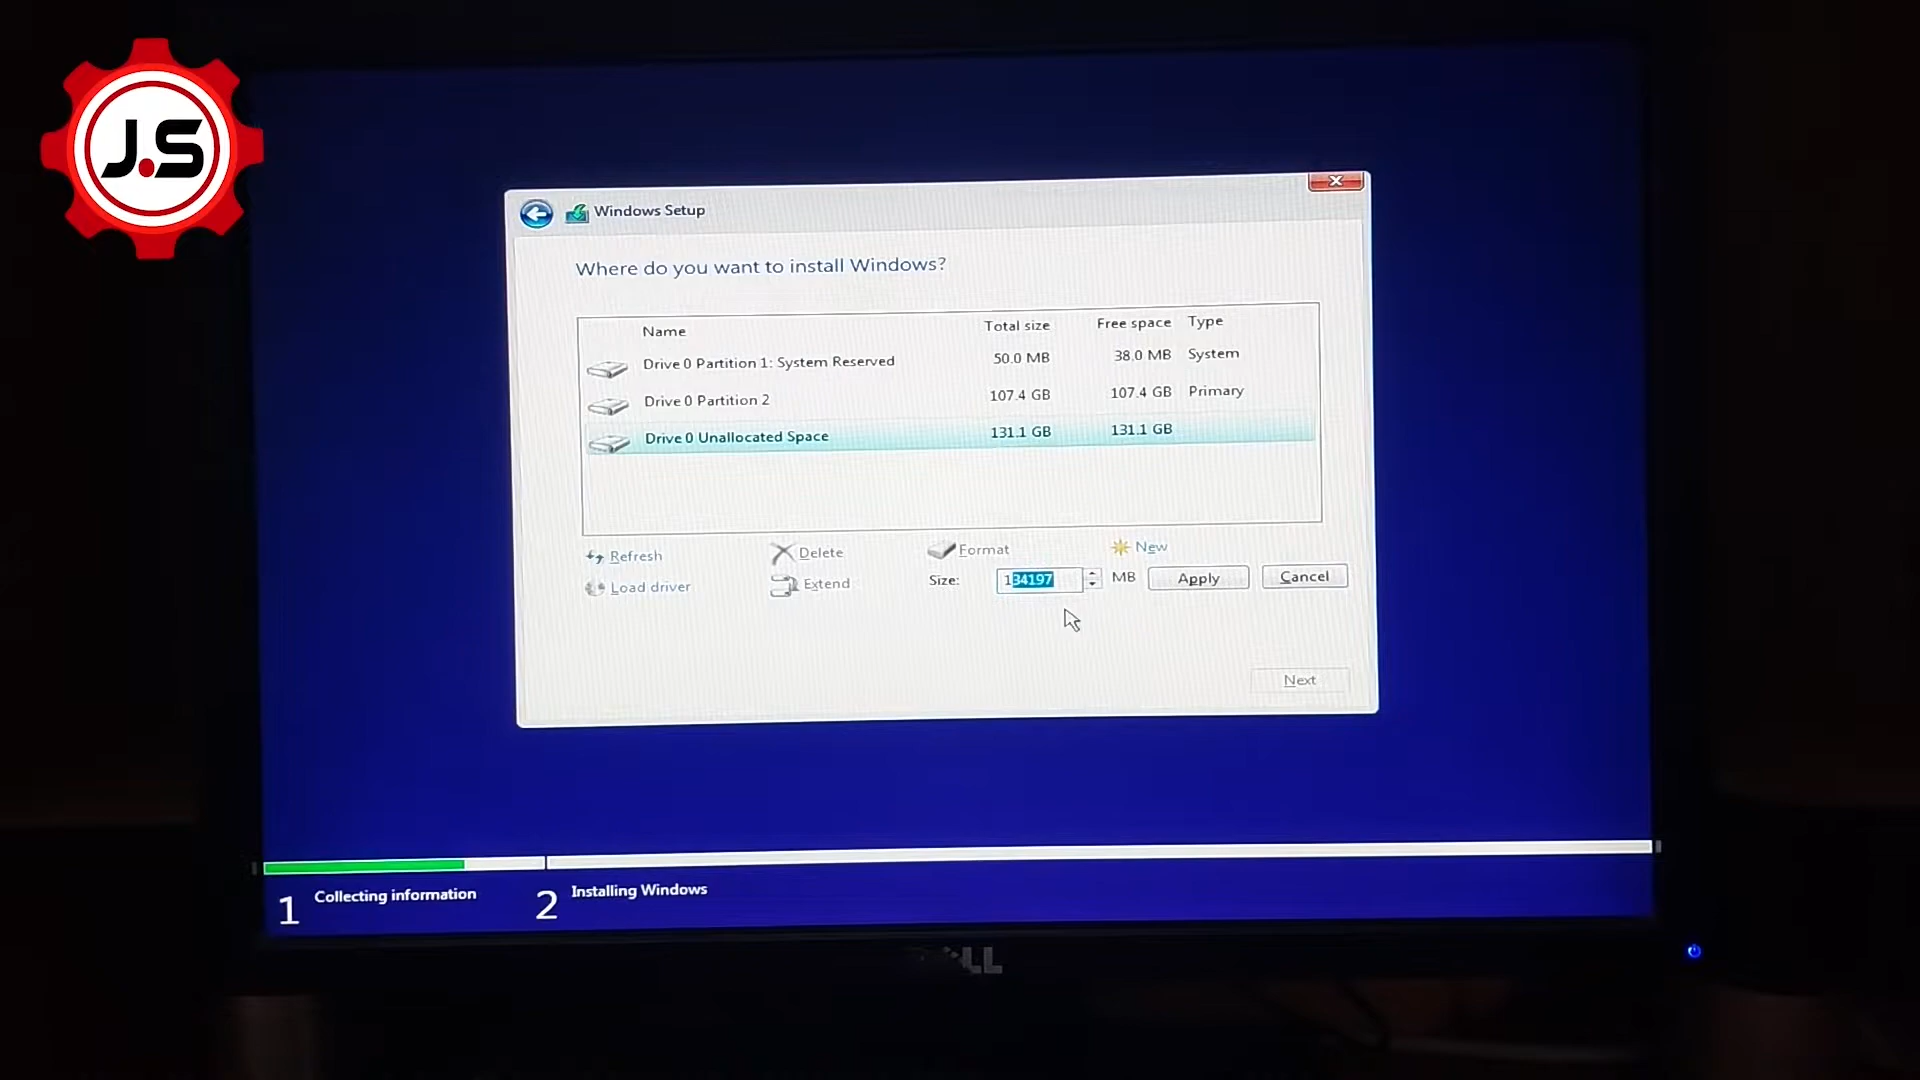 J.S
Windows Setup
Where do you want to install Windows?
Name Total size Free space Type
Drive 0 Partition 1: System Reserved 50.0 MB 38.0 MB System
Drive 0 Partition 2 107.4 GB 107.4 GB Primary
Drive 0 Unallocated Space 131.1 GB 131.1 GB
Refresh Delete Format New
Load driver Extend Size: 134197 MB Apply Cancel
Next
1 Collecting information 2 Installing Windows